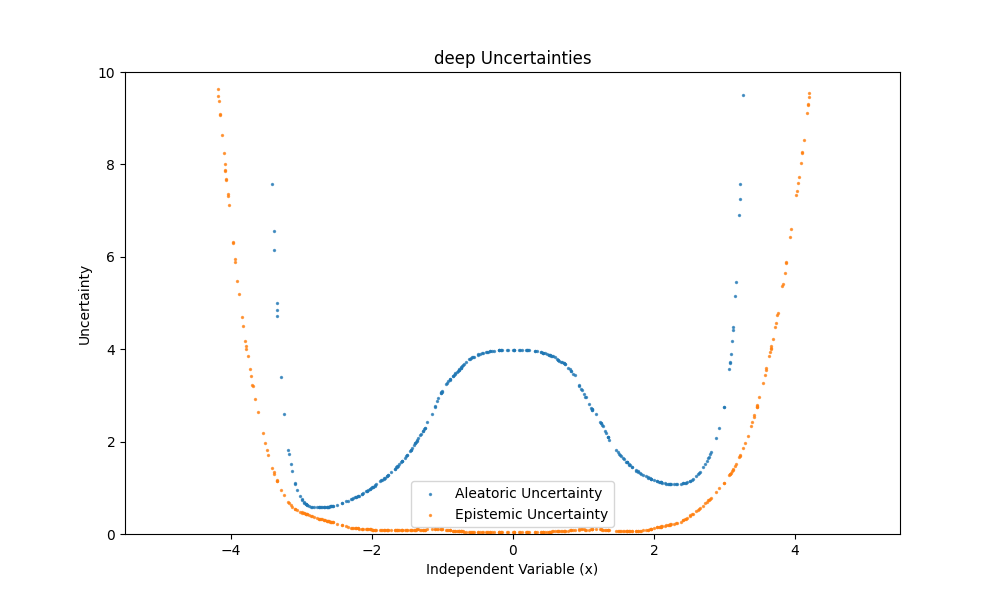 deep Uncertainties
10
8
6
4
2
0
Uncertainty
−4
−2
0
2
4
Independent Variable (x)
Aleatoric Uncertainty
Epistemic Uncertainty